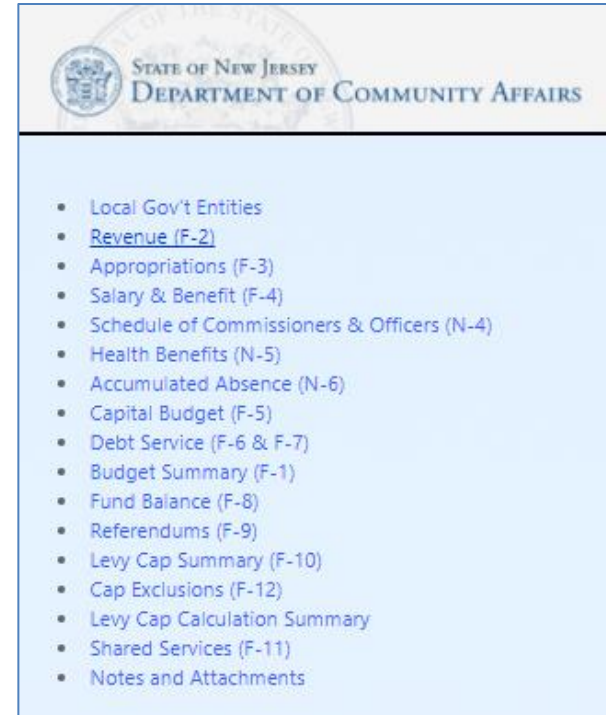 STATE OF NEW JERSEY
DEPARTMENT OF COMMUNITY AFFAIRS
Local Gov't Entities
Revenue (F-2)
Appropriations (F-3)
Salary & Benefit (F-4)
Schedule of Commissioners & Officers (N-4)
Health Benefits (N-5)
Accumulated Absence (N-6)
Capital Budget (F-5)
Debt Service (F-6 & F-7)
Budget Summary (F-1)
Fund Balance (F-8)
Referendums (F-9)
Levy Cap Summary (F-10)
Cap Exclusions (F-12)
Levy Cap Calculation Summary
Shared Services (F-11)
Notes and Attachments